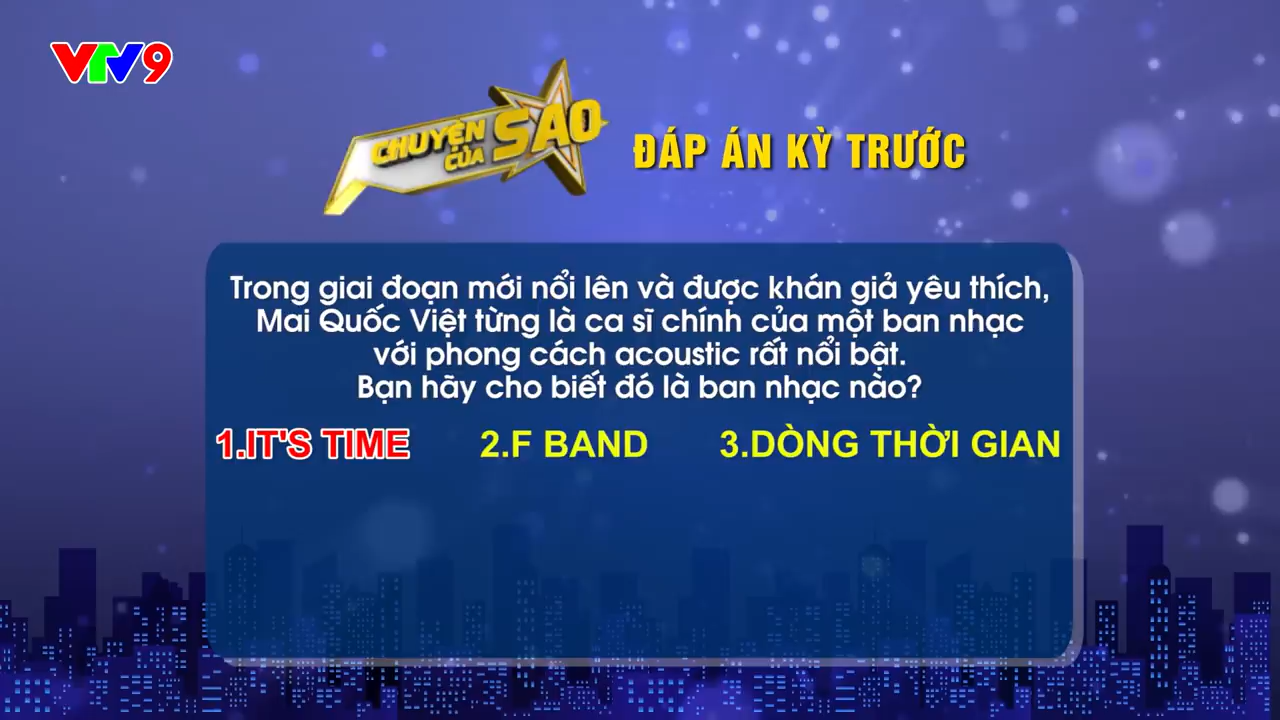 VTV9
CHUYỆN
CỦA SAO
ĐÁP ÁN KỲ TRƯỚC
Trong giai đoạn mới nổi lên và được khán giả yêu thích,
Mai Quốc Việt từng là ca sĩ chính của một ban nhạc
với phong cách acoustic rất nổi bật.
Bạn hãy cho biết đó là ban nhạc nào?
1.IT'S TIME 2.F BAND 3.DÒNG THỜI GIAN